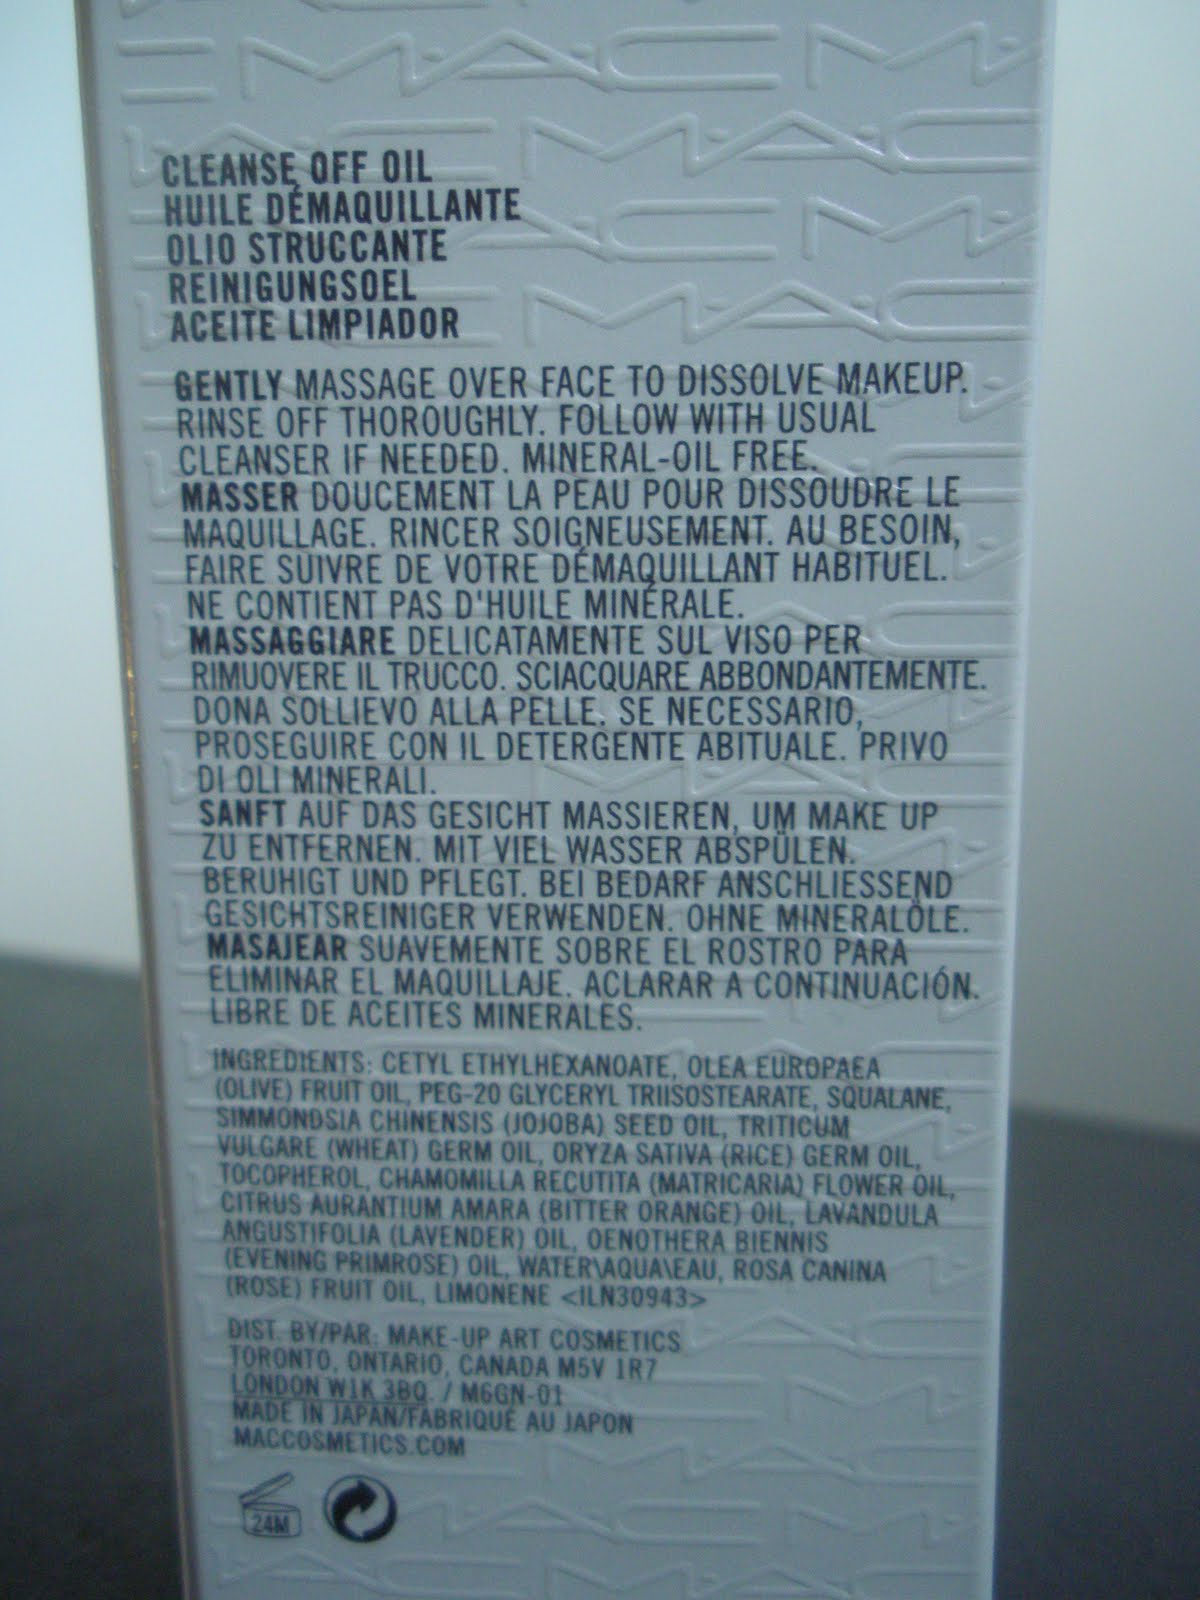 CLEANSE OFF OIL
HUILE DÉMAQUILLANTE
OLIO STRUCCANTE
REINIGUNGSOEL
ACEITE LIMPIADOR
GENTLY MASSAGE OVER FACE TO DISSOLVE MAKEUP.
RINSE OFF THOROUGHLY. FOLLOW WITH USUAL
CLEANSER IF NEEDED. MINERAL-OIL FREE.
MASSER DOUCEMENT LA PEAU POUR DISSOUDRE LE
MAQUILLAGE. RINCER SOIGNEUSEMENT. AU BESOIN,
FAIRE SUIVRE DE VOTRE DÉMAQUILLANT HABITUEL.
NE CONTIENT PAS D'HUILE MINÉRALE.
MASSAGGIARE DELICATAMENTE SUL VISO PER
RIMUOVERE IL TRUCCO. SCIACQUARE ABBONDANTEMENTE.
DONA SOLLIEVO ALLA PELLE. SE NECESSARIO,
PROSEGUIRE CON IL DETERGENTE ABITUALE. PRIVO
DI OLI MINERALI.
SANFT AUF DAS GESICHT MASSIEREN, UM MAKE UP
ZU ENTFERNEN. MIT VIEL WASSER ABSPÜLEN.
BERUHIGT UND PFLEGT. BEI BEDARF ANSCHLIESSEND
GESICHTSREINIGER VERWENDEN. OHNE MINERALÖLE.
MASAJEAR SUAVEMENTE SOBRE EL ROSTRO PARA
ELIMINAR EL MAQUILLAJE. ACLARAR A CONTINUACIÓN.
LIBRE DE ACEITES MINERALES.
INGREDIENTS: CETYL ETHYLHEXANOATE, OLEA EUROPAEA
(OLIVE) FRUIT OIL, PEG-20 GLYCERYL TRIISOSTEARATE, SQUALANE,
SIMMONDSIA CHINENSIS (JOJOBA) SEED OIL, TRITICUM
VULGARE (WHEAT) GERM OIL, ORYZA SATIVA (RICE) GERM OIL,
TOCOPHEROL, CHAMOMILLA RECUTITA (MATRICARIA) FLOWER OIL,
CITRUS AURANTIUM AMARA (BITTER ORANGE) OIL, LAVANDULA
ANGUSTIFOLIA (LAVENDER) OIL, OENOTHERA BIENNIS
(EVENING PRIMROSE) OIL, WATER\AQUA\EAU, ROSA CANINA
(ROSE) FRUIT OIL, LIMONENE <ILN30943>
DIST. BY/PAR: MAKE-UP ART COSMETICS
TORONTO, ONTARIO, CANADA M5V 1R7
LONDON W1K 3BQ. / M6GN-01
MADE IN JAPAN/FABRIQUÉ AU JAPON
MACCOSMETICS.COM
24M